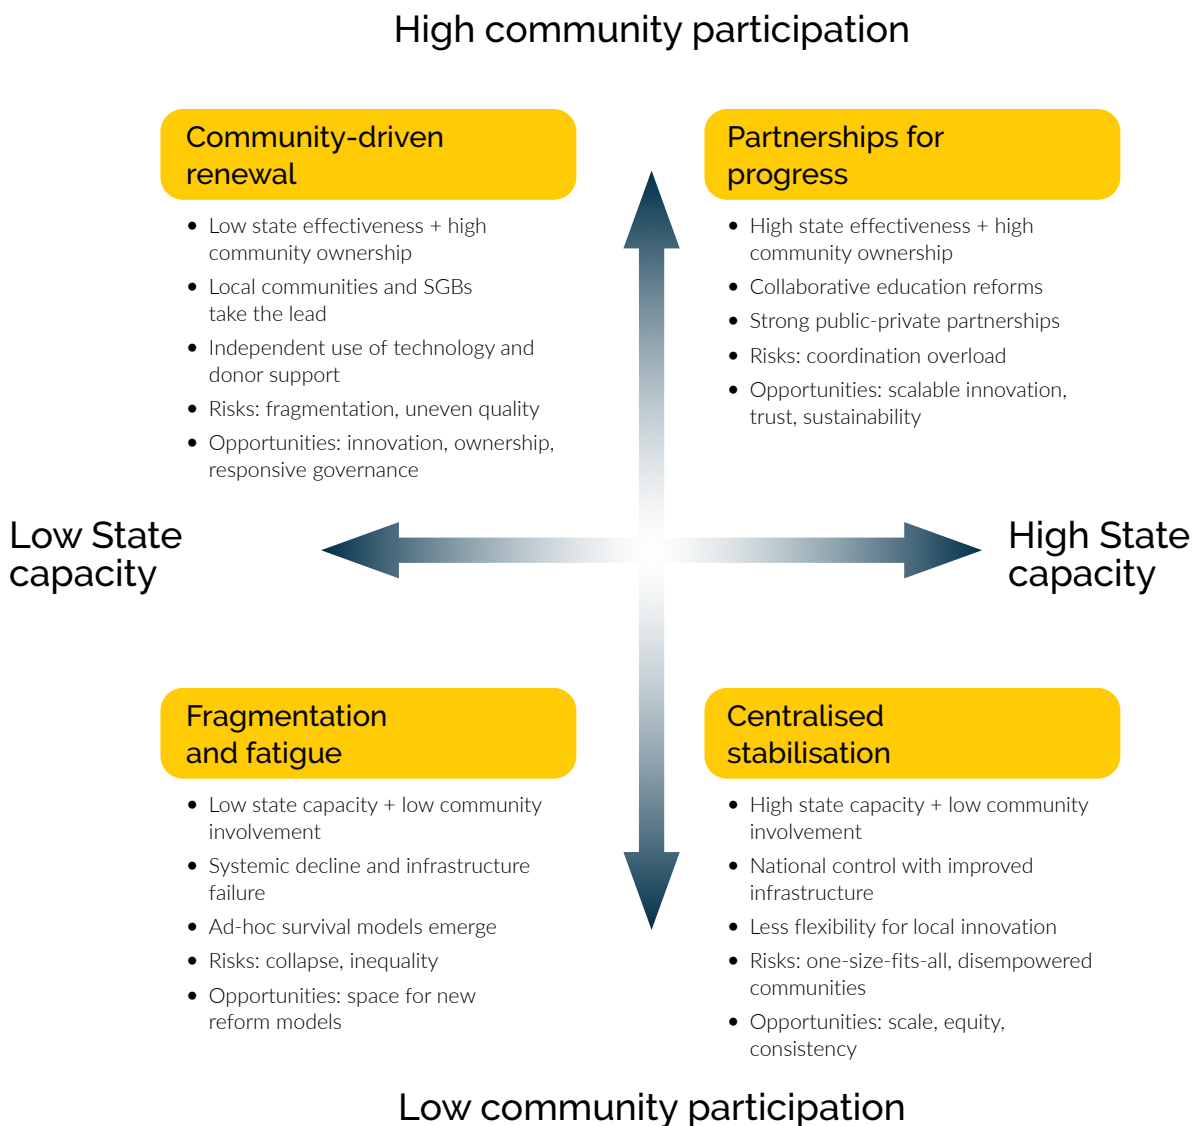 High community participation
Community-driven
renewal
• Low state effectiveness + high
community ownership
• Local communities and SGBs
take the lead
• Independent use of technology and
donor support
• Risks: fragmentation, uneven quality
• Opportunities: innovation, ownership,
responsive governance
Partnerships for
progress
• High state effectiveness + high
community ownership
• Collaborative education reforms
• Strong public-private partnerships
• Risks: coordination overload
• Opportunities: scalable innovation,
trust, sustainability
Low State
capacity
High State
capacity
Fragmentation
and fatigue
• Low state capacity + low community
involvement
• Systemic decline and infrastructure
failure
• Ad-hoc survival models emerge
• Risks: collapse, inequality
• Opportunities: space for new
reform models
Centralised
stabilisation
• High state capacity + low community
involvement
• National control with improved
infrastructure
• Less flexibility for local innovation
• Risks: one-size-fits-all, disempowered
communities
• Opportunities: scale, equity,
consistency
Low community participation